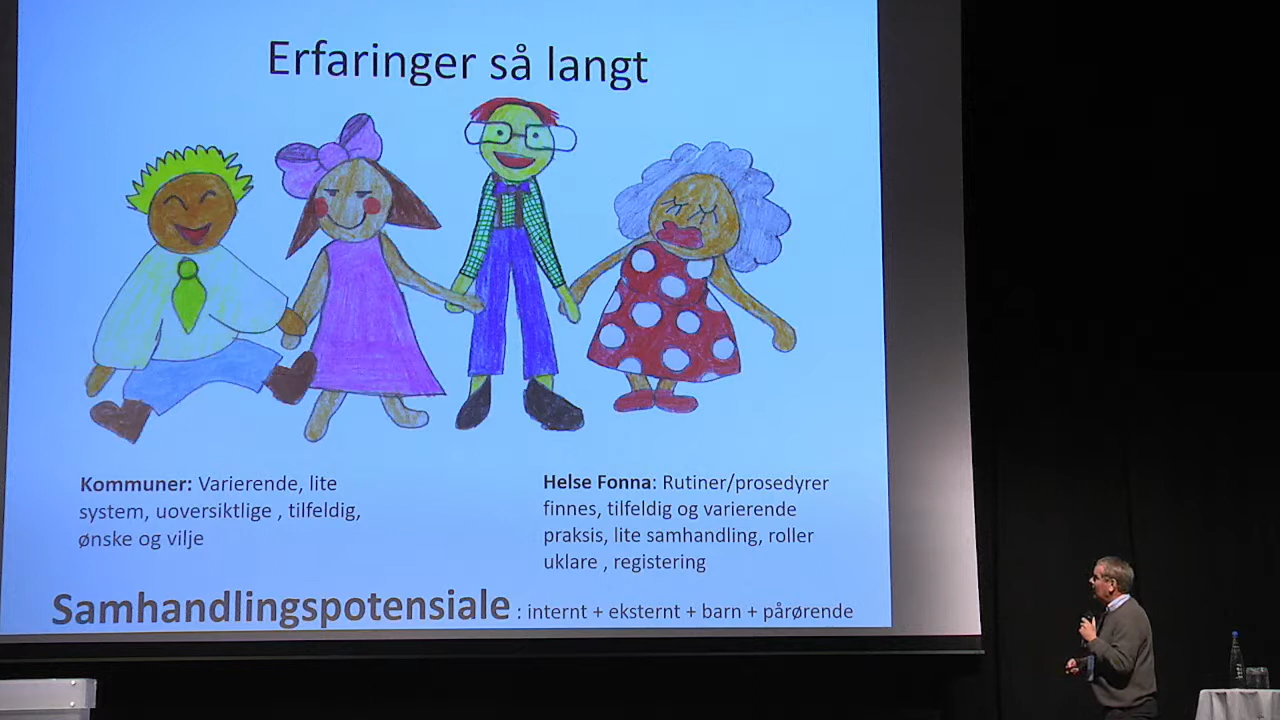 Erfaringer så langt
Kommuner: Varierende, lite
system, uoversiktlige , tilfeldig,
ønske og vilje
Helse Fonna: Rutiner/prosedyrer
finnes, tilfeldig og varierende
praksis, lite samhandling, roller
uklare , registering
Samhandlingspotensiale : internt + eksternt + barn + pårørende